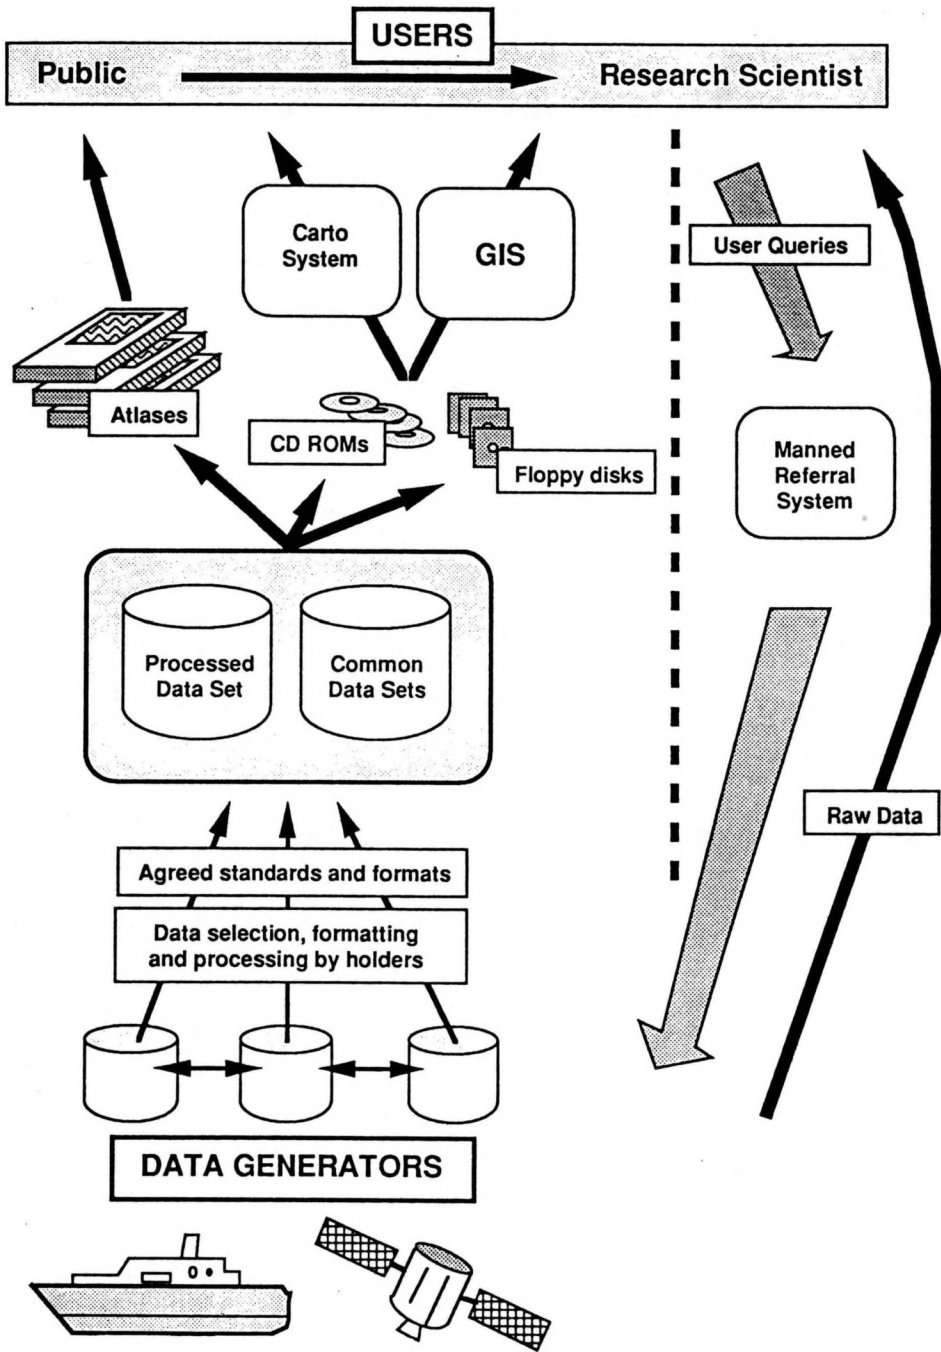 USERS
Public
Research Scientist
Carto
System
GIS
User Queries
Atlases
CD ROMs
Floppy disks
Manned
Referral
System
Processed
Data Set
Common
Data Sets
Raw Data
Agreed standards and formats
Data selection, formatting
and processing by holders
DATA GENERATORS